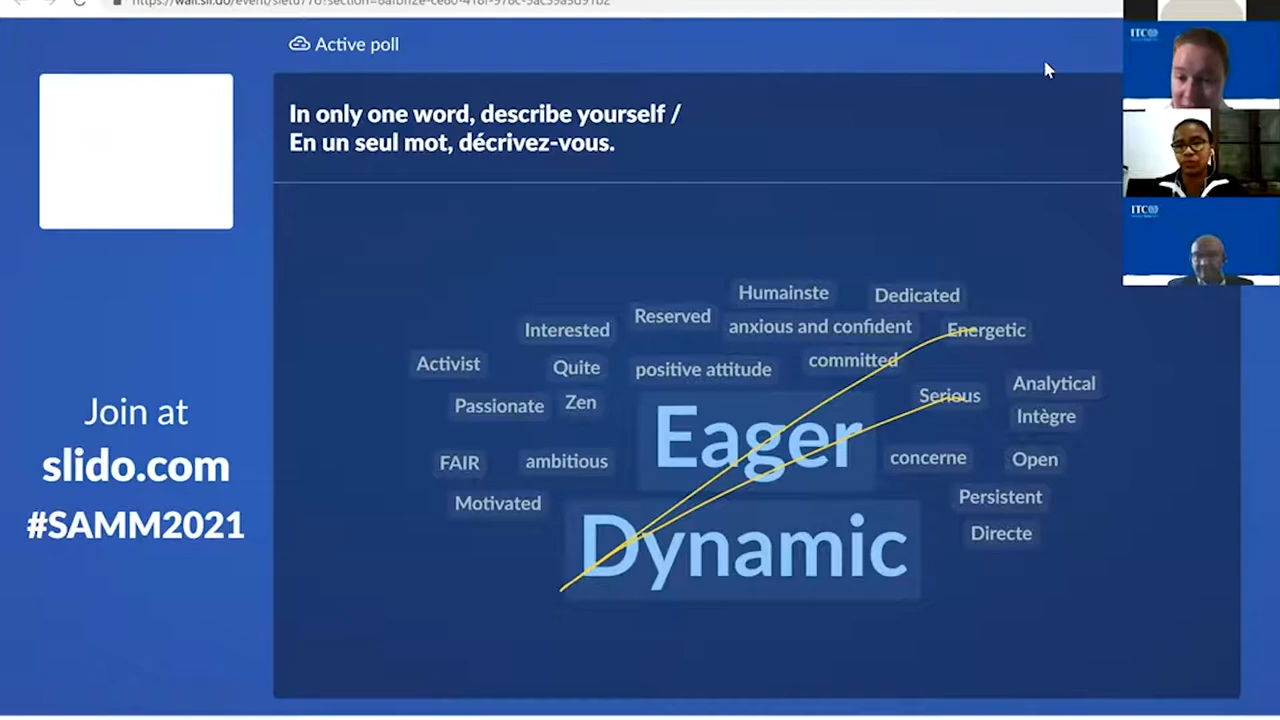 Active poll
In only one word, describe yourself /
En un seul mot, décrivez-vous.
Join at
slido.com
#SAMM2021
Humainste
Dedicated
Reserved
anxious and confident
Energetic
Interested
Activist
Quite
positive attitude
committed
Analytical
Passionate
Zen
Serious
Intègre
Eager
FAIR
ambitious
concerne
Open
Motivated
Persistent
Dynamic
Directe
ITC
ITC